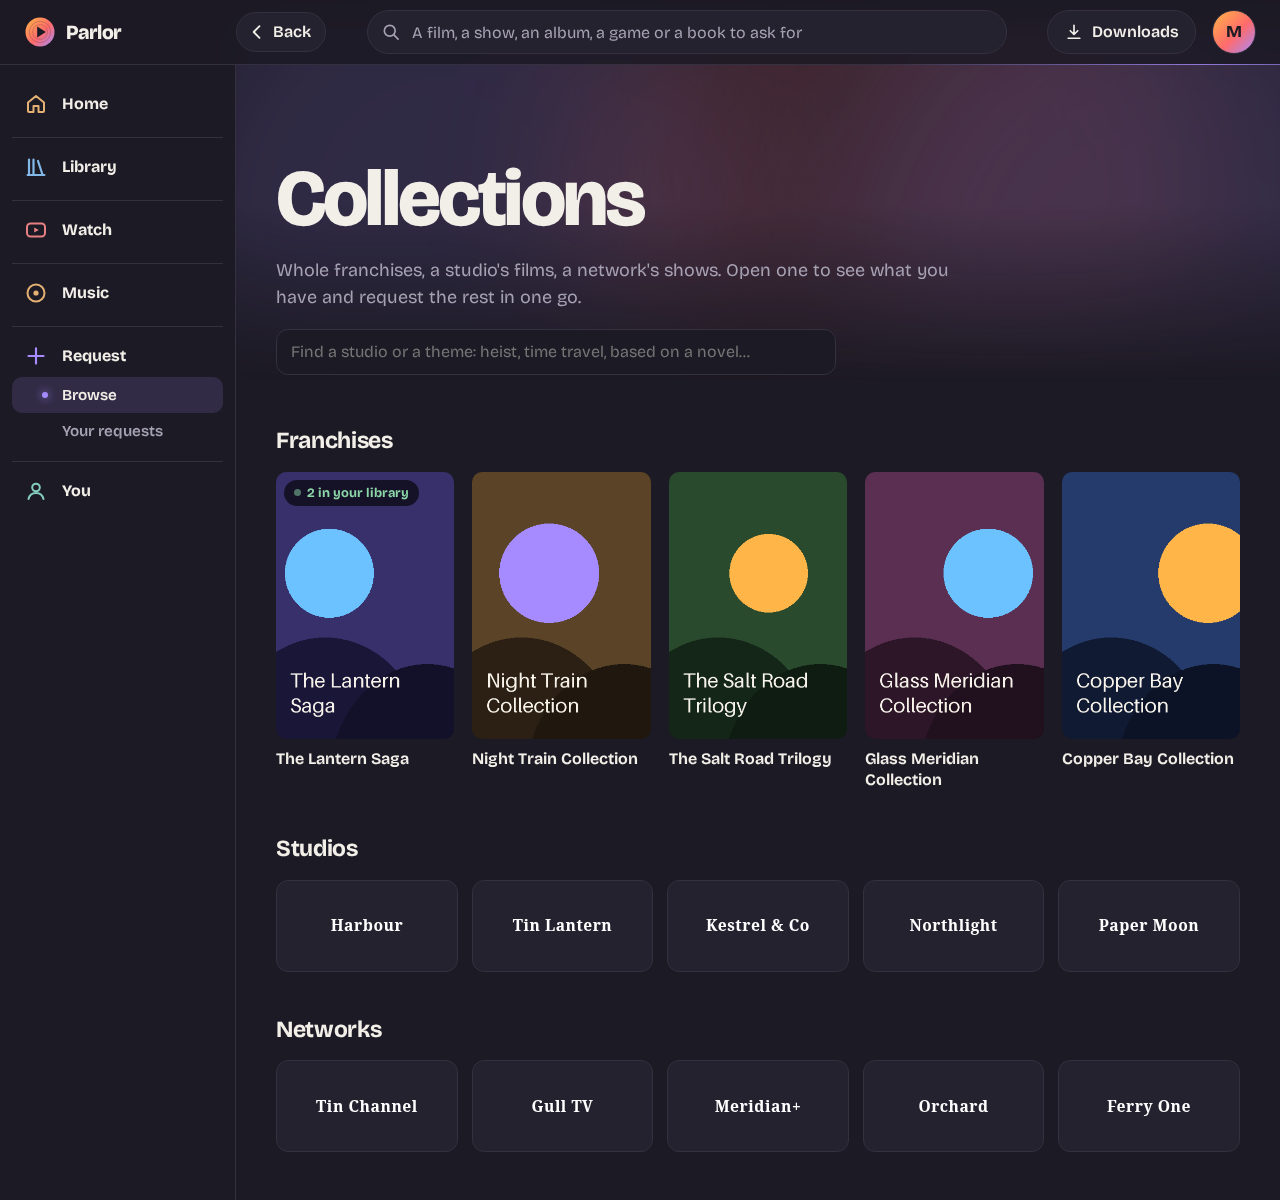 Parlor
Back
A film, a show, an album, a game or a book to ask for
Downloads
M
Home
Library
Watch
Music
Request
Browse
Your requests
You
Collections
Whole franchises, a studio's films, a network's shows. Open one to see what you
have and request the rest in one go.
Find a studio or a theme: heist, time travel, based on a novel...
Franchises
2 in your library
The Lantern
Saga
Night Train
Collection
The Salt Road
Trilogy
Glass Meridian
Collection
Copper Bay
Collection
The Lantern Saga
Night Train Collection
The Salt Road Trilogy
Glass Meridian
Collection
Copper Bay Collection
Studios
Harbour
Tin Lantern
Kestrel & Co
Northlight
Paper Moon
Networks
Tin Channel
Gull TV
Meridian+
Orchard
Ferry One